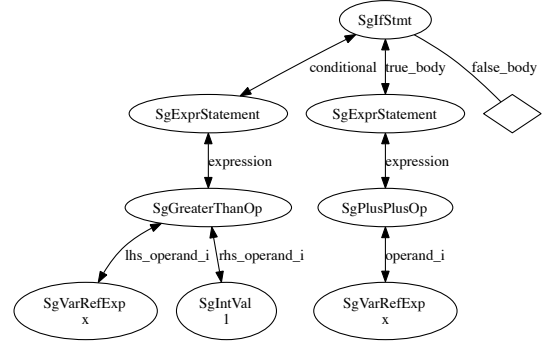 SgIfStmt
conditional
true_body
false_body
SgExprStatement
SgExprStatement
expression
expression
SgGreaterThanOp
SgPlusPlusOp
lhs_operand_i
rhs_operand_i
operand_i
SgVarRefExp
x
SgIntVal
1
SgVarRefExp
x